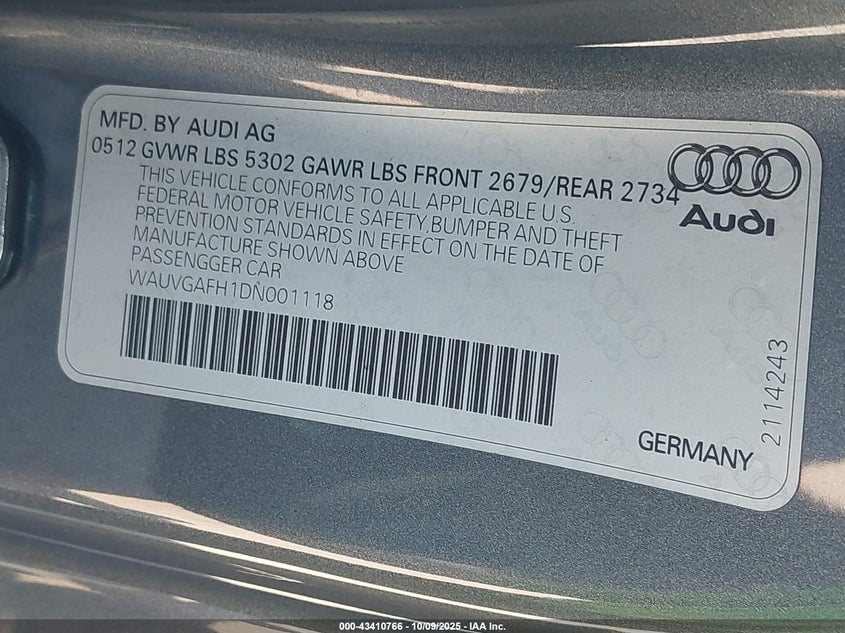 MFD. BY AUDI AG
0512 GVWR LBS 5302 GAWR LBS FRONT 2679/REAR 2734
THIS VEHICLE CONFORMS TO ALL APPLICABLE U.S.
FEDERAL MOTOR VEHICLE SAFETY,BUMPER AND THEFT
PREVENTION STANDARDS IN EFFECT ON THE DATE OF
MANUFACTURE SHOWN ABOVE
PASSENGGER CAR
WAUVGAFH1DN001118
Audi
2114243
GERMANY
000-43410766 - 10/09/2025 - IAA Inc.